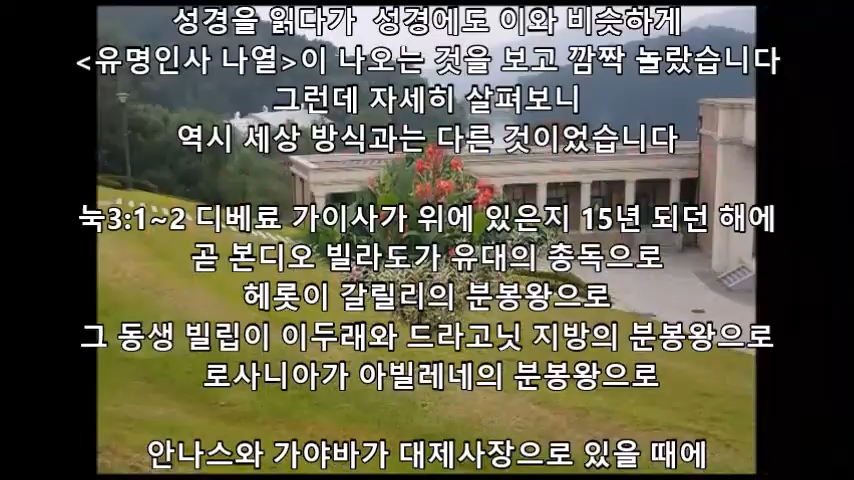 성경을 읽다가 성경에도 이와 비슷하게
<유명인사 나열>이 나오는 것을 보고 깜짝 놀랐습니다
그런데 자세히 살펴보니
역시 세상 방식과는 다른 것이었습니다
눅3:1~2 디베료 가이사가 위에 있은지 15년 되던 해에
곧 본디오 빌라도가 유대의 총독으로
헤롯이 갈릴리의 분봉왕으로
그 동생 빌립이 이두래와 드라고닛 지방의 분봉왕으로
로사니아가 아빌레네의 분봉왕으로
안나스와 가야바가 대제사장으로 있을 때에